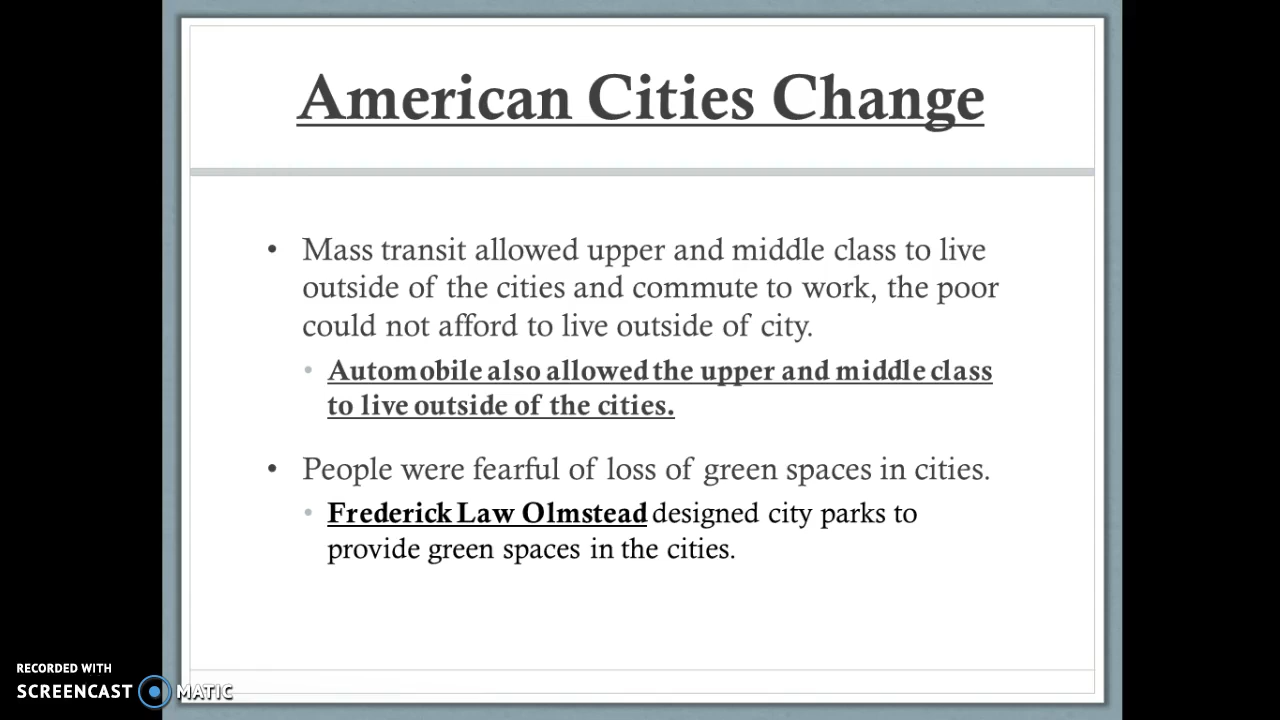 American Cities Change
• Mass transit allowed upper and middle class to live
outside of the cities and commute to work, the poor
could not afford to live outside of city.
• Automobile also allowed the upper and middle class
to live outside of the cities.
• People were fearful of loss of green spaces in cities.
• Frederick Law Olmstead designed city parks to
provide green spaces in the cities.
RECORDED WITH
SCREENCAST MATIC